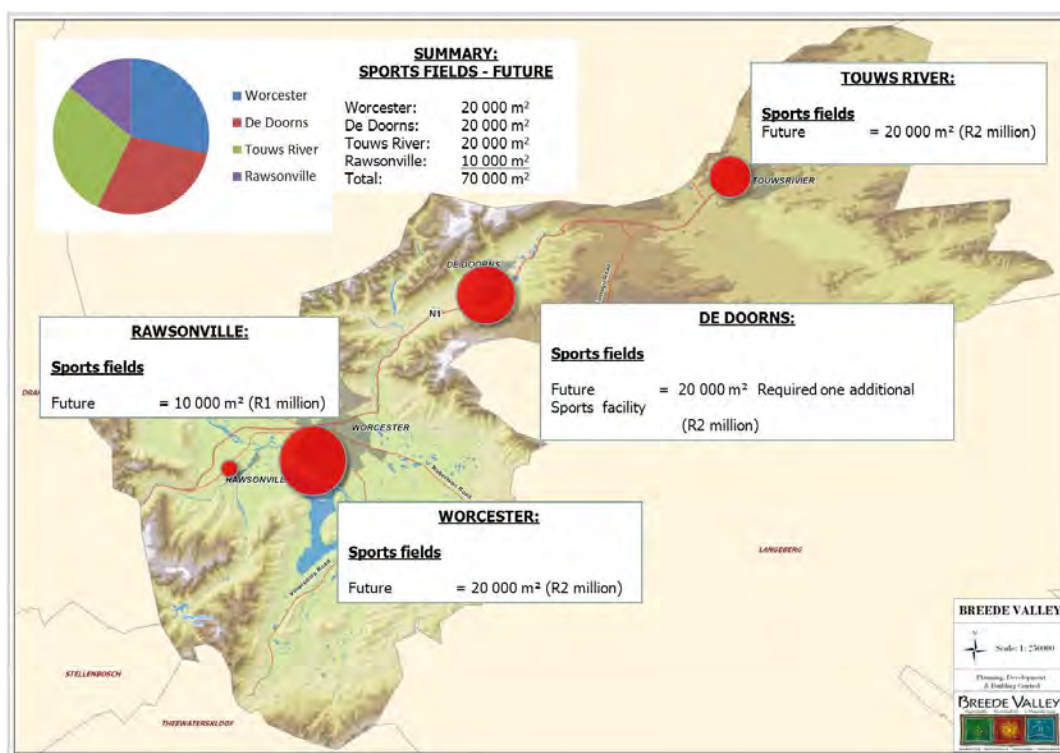 SUMMARY:
SPORTS FIELDS - FUTURE
Worcester: 20 000 m²
De Doorns: 20 000 m²
Touws River: 20 000 m²
Rawsonville: 10 000 m²
Total: 70 000 m²
Worcester
De Doorns
Touws River
Rawsonville
TOUWS RIVER:
Sports fields
Future = 20 000 m² (R2 million)
TOUWSRIVIER
DE DOORNS
N1
RAWSONVILLE:
Sports fields
Future = 10 000 m² (R1 million)
DE DOORNS:
Sports fields
Future = 20 000 m² Required one additional
Sports facility
(R2 million)
WORCESTER
RAWSONVILLE
Robertson Road
WORCESTER:
Sports fields
Future = 20 000 m² (R2 million)
Villiersdorp Road
LANGEBERG
STELLENBOSCH
THEEWATERSKLOOF
BREEDE VALLEY
N
Scale: 1: 250000
Planning, Development
& Building Control
BREEDE VALLEY